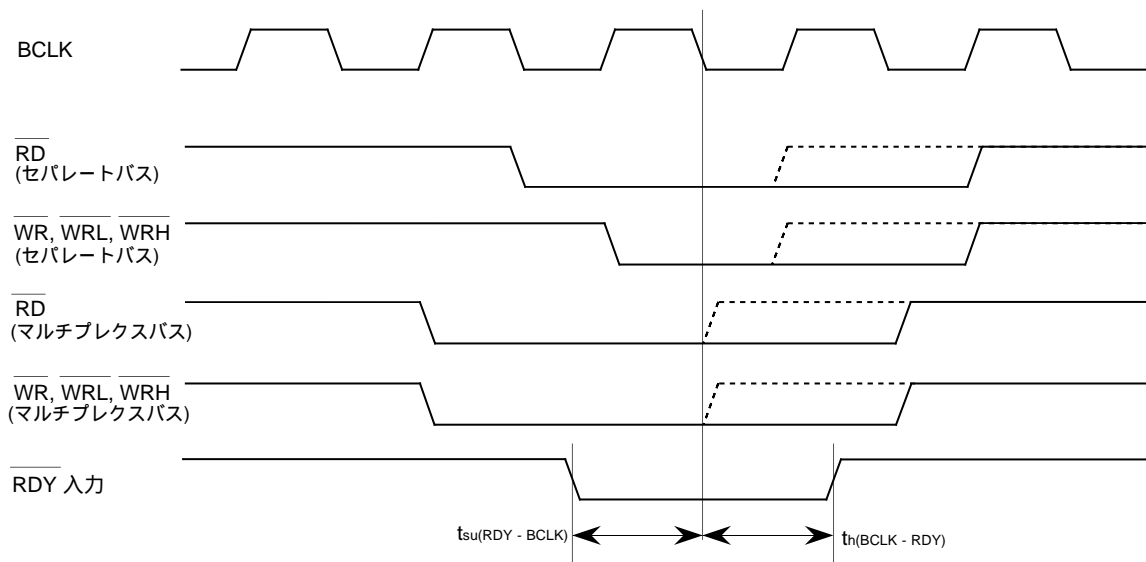 BCLK
RD
(セパレートバス)
WR, WRL, WRH
(セパレートバス)
RD
(マルチプレクスバス)
WR, WRL, WRH
(マルチプレクスバス)
RDY 入力
tsu(RDY - BCLK)
th(BCLK - RDY)